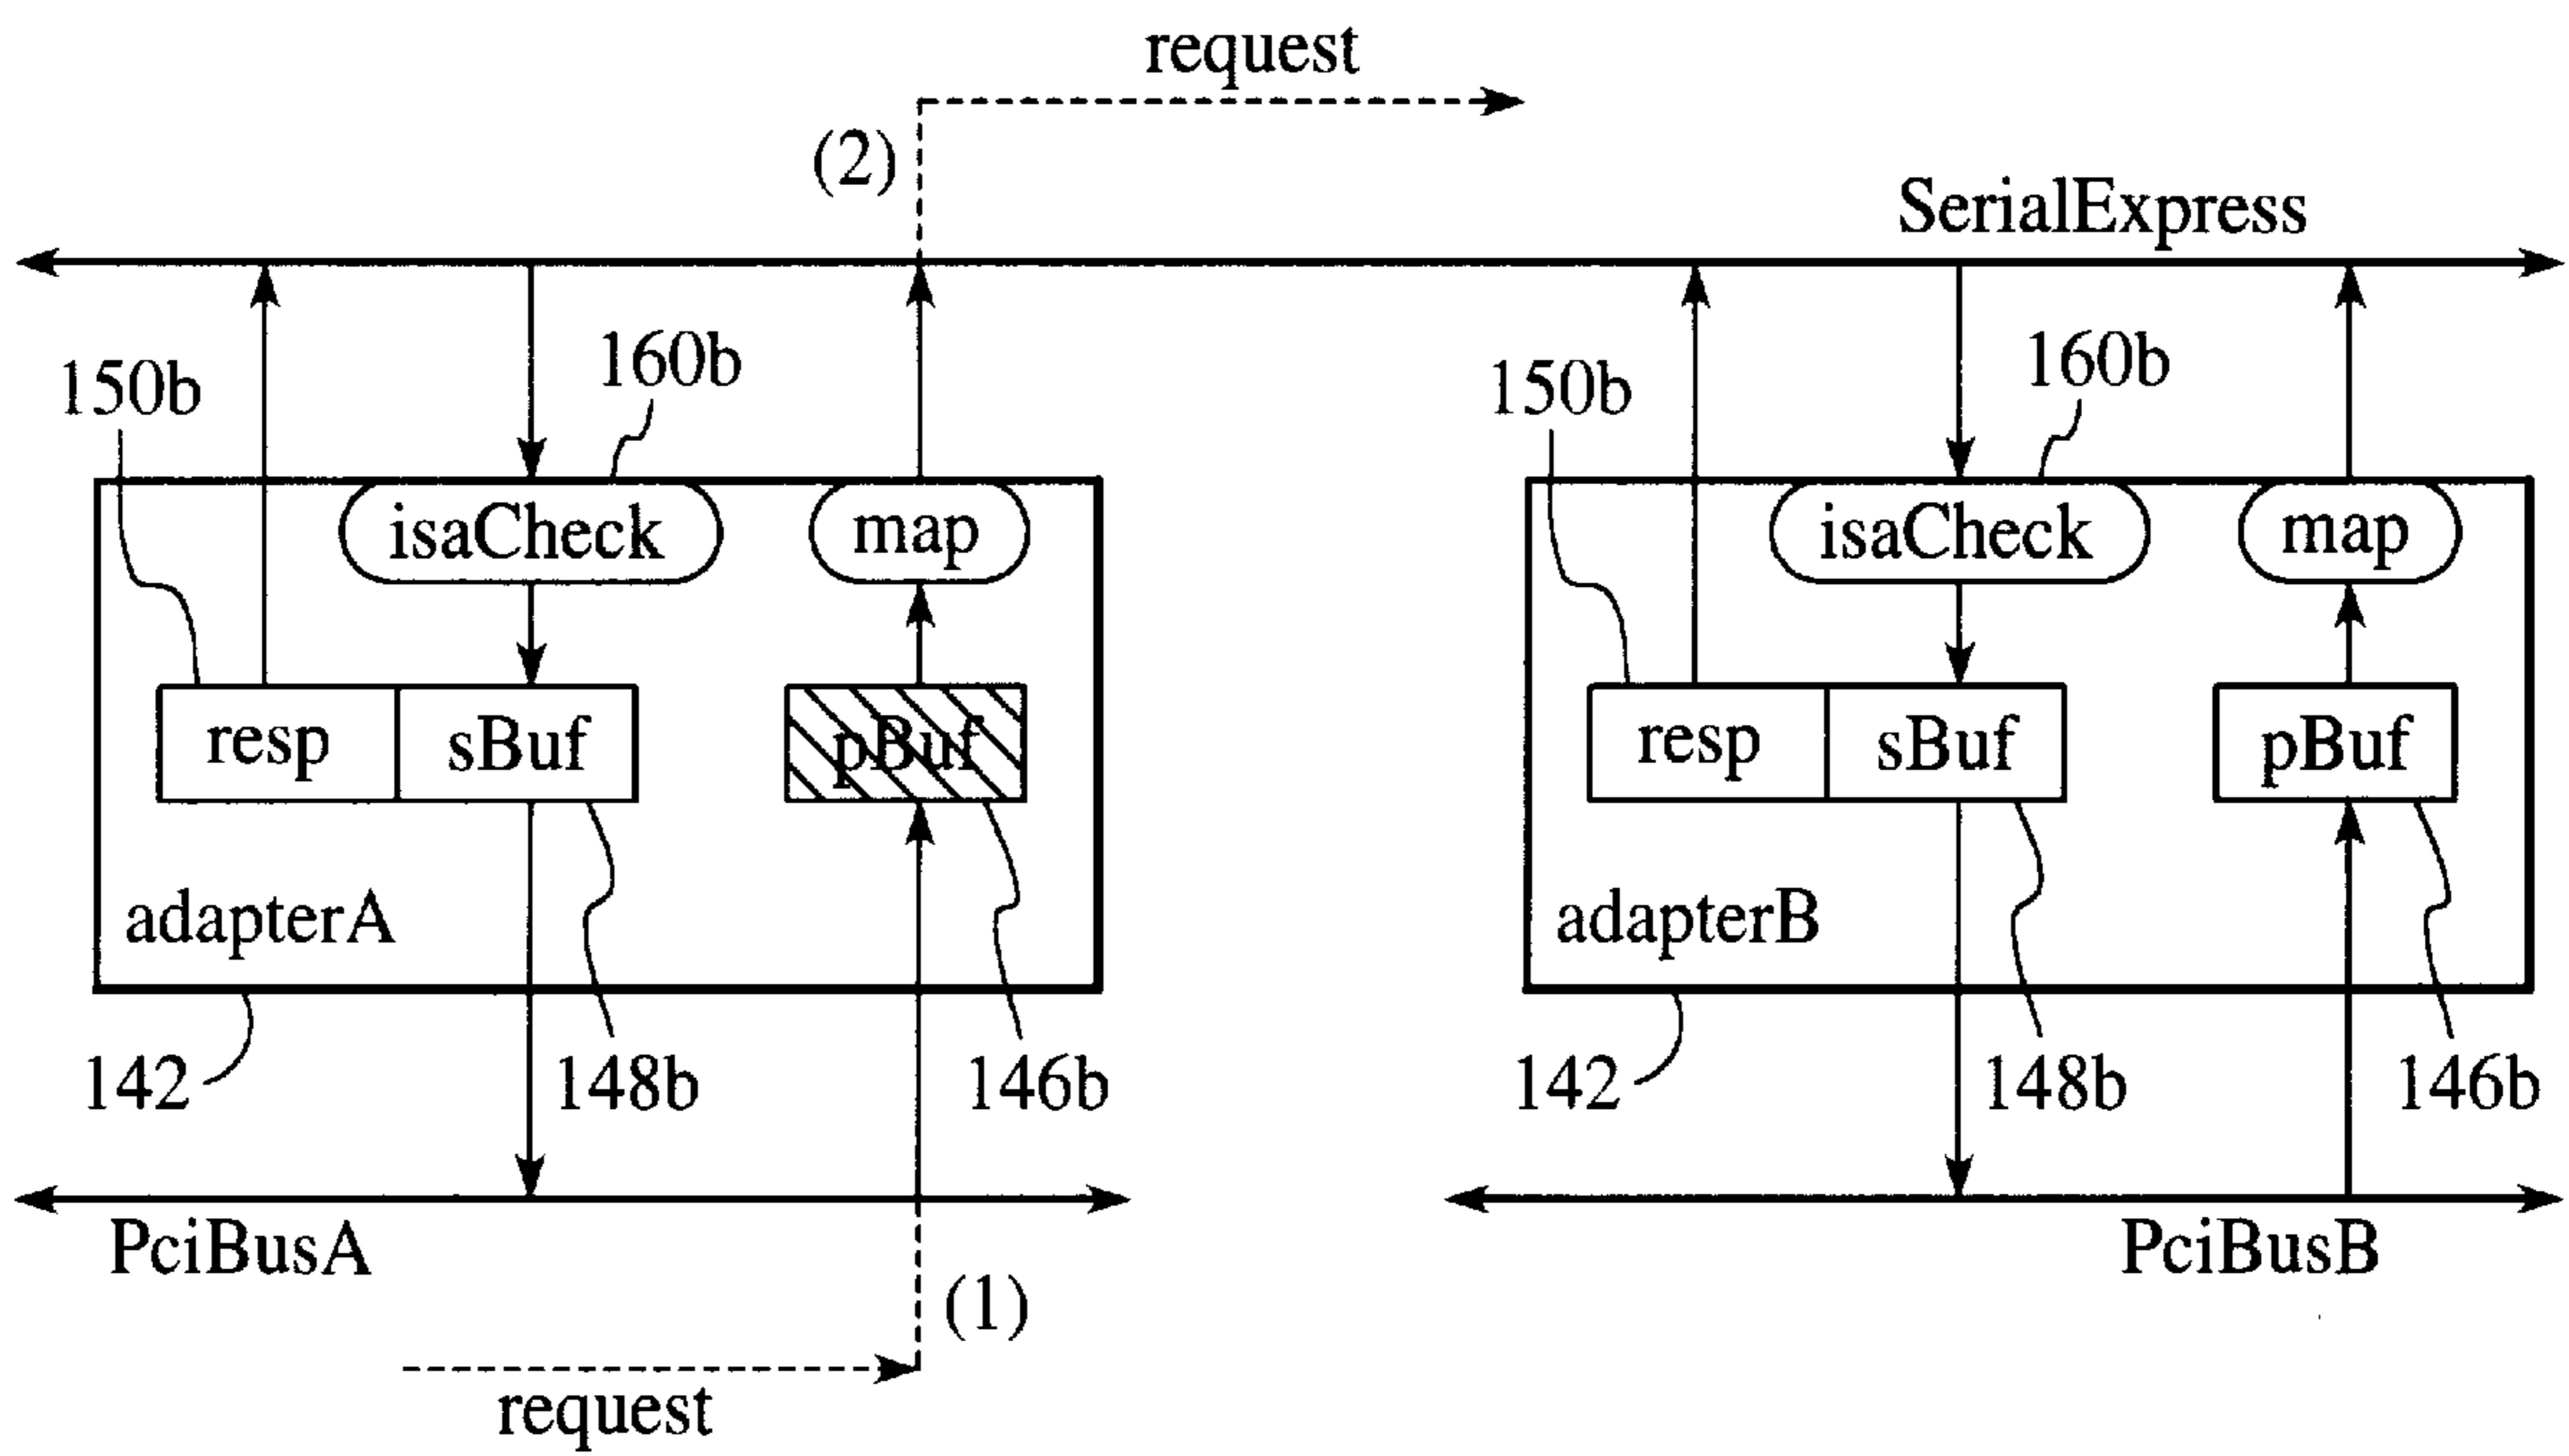 request
(2)
SerialExpress
150b
160b
150b
160b
isaCheck
map
isaCheck
map
resp
sBuf
pBuf
resp
sBuf
pBuf
adapterA
adapterB
142
148b
146b
142
148b
146b
PciBusA
PciBusB
(1)
request